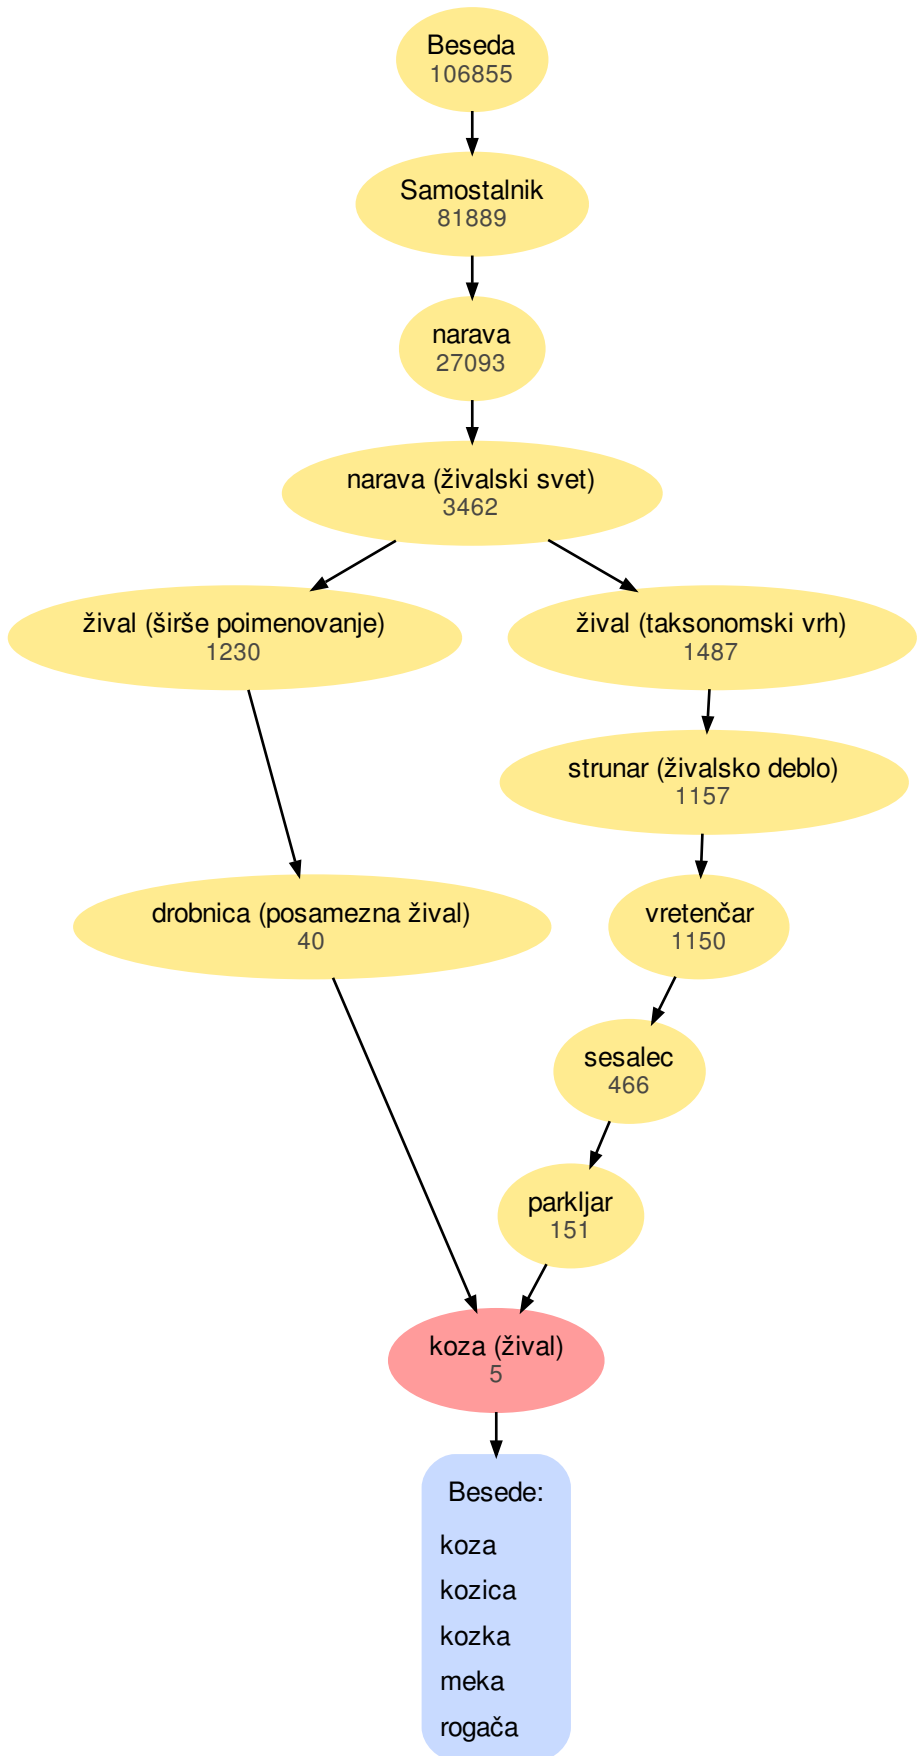 Beseda
106855
Samostalnik
81889
narava
27093
narava (živalski svet)
3462
žival (širše poimenovanje)
1230
žival (taksonomski vrh)
1487
strunar (živalsko deblo)
1157
drobnica (posamezna žival)
40
vretenčar
1150
sesalec
466
parkljar
151
koza (žival)
5
Besede:
koza
kozica
kozka
meka
rogača